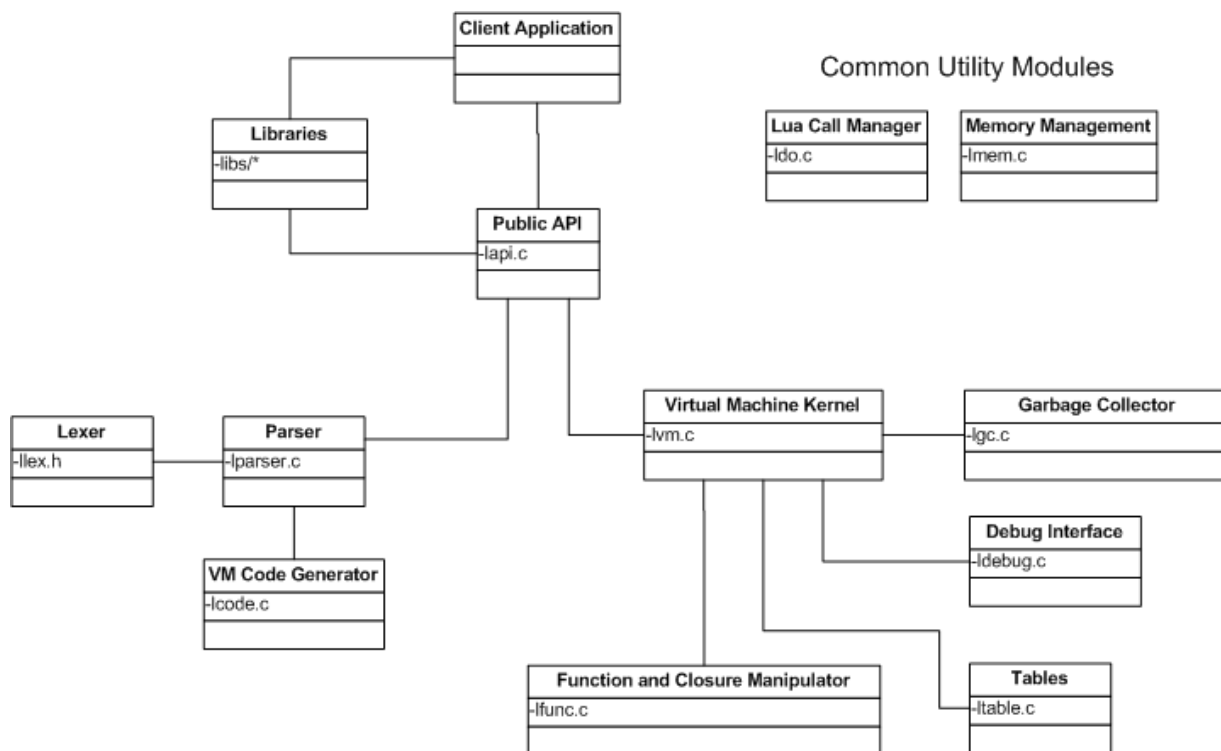 Client Application
Common Utility Modules
Libraries
-libs/*
Lua Call Manager
-ldo.c
Memory Management
-lmem.c
Public API
-lapi.c
Lexer
-llex.h
Parser
-lparser.c
Virtual Machine Kernel
-lvm.c
Garbage Collector
-lgc.c
Debug Interface
-ldebug.c
VM Code Generator
-lcode.c
Function and Closure Manipulator
-lfunc.c
Tables
-ltable.c